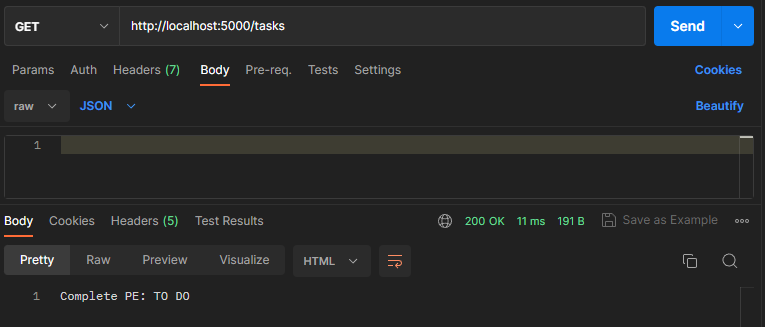 GET http://localhost:5000/tasks Send
Params Auth Headers (7) Body Pre-req. Tests Settings Cookies
raw JSON Beautify
1
Body Cookies Headers (5) Test Results 200 OK 11 ms 191 B Save as Example
Pretty Raw Preview Visualize HTML
1 Complete PE: TO DO